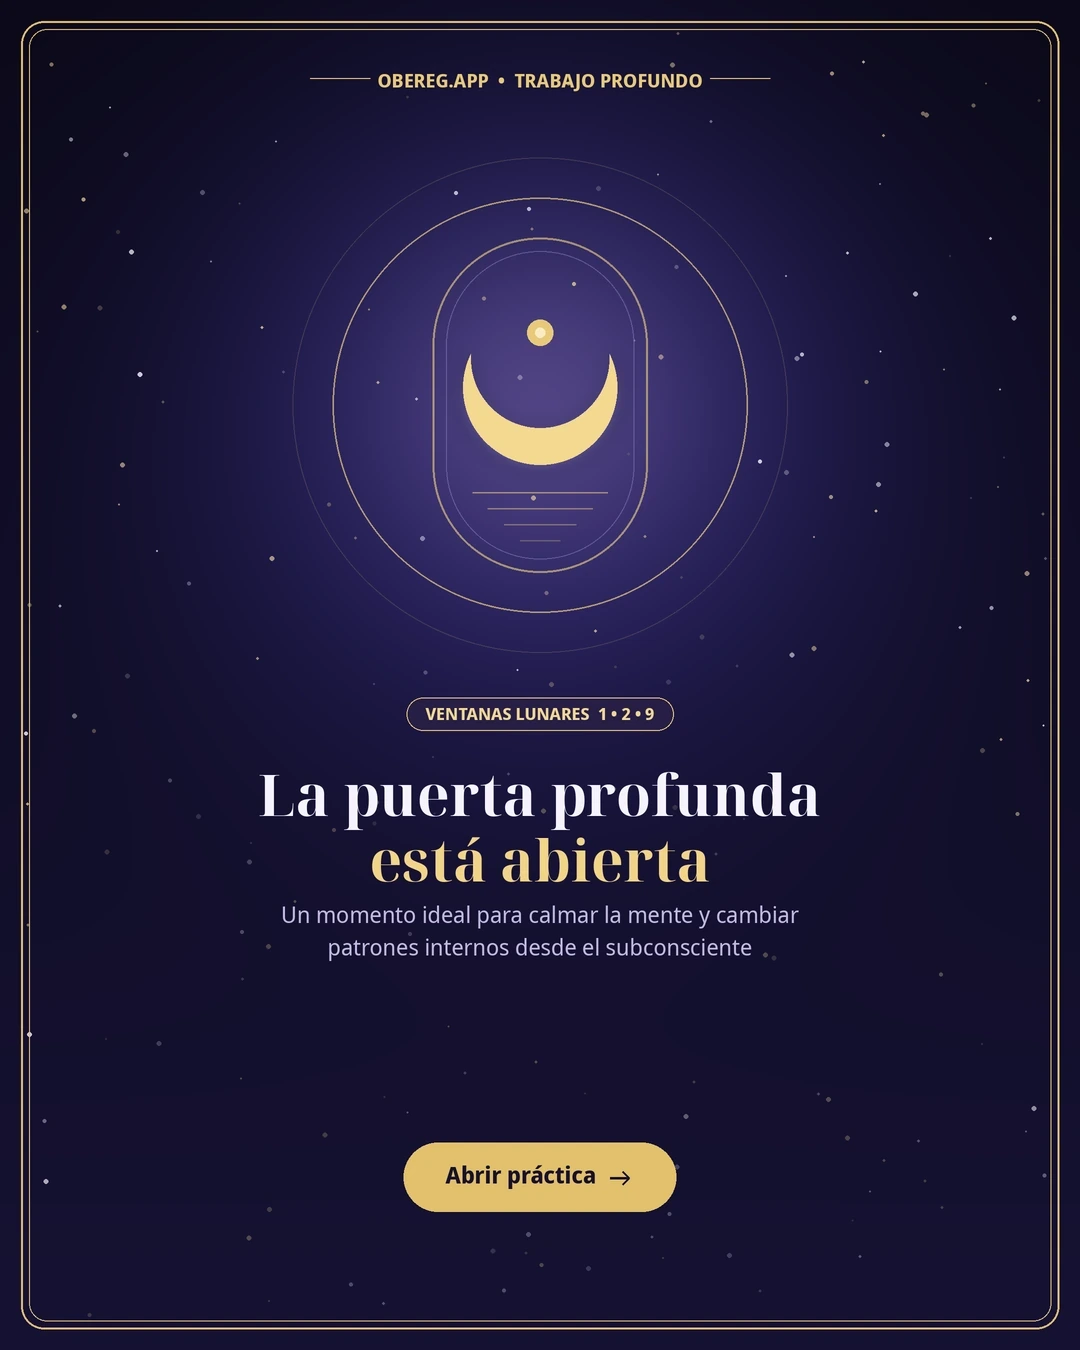 OBEREG.APP • TRABAJO PROFUNDO
VENTANAS LUNARES 1 • 2 • 9
La puerta profunda
está abierta
Un momento ideal para calmar la mente y cambiar
patrones internos desde el subconsciente
Abrir práctica →